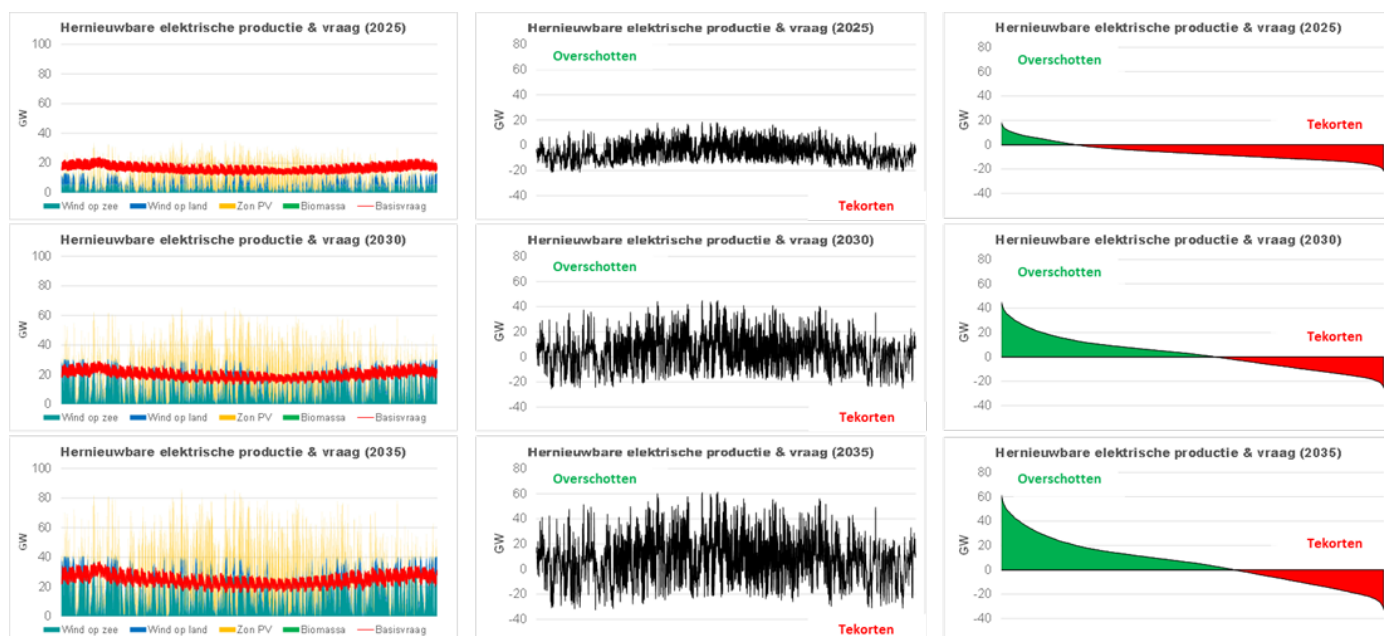 Hernieuwbare elektrische productie & vraag (2025)
100
80
60
40
20
0
GW
Wind op zee Wind op land Zon PV Biomassa Basisvraag
Hernieuwbare elektrische productie & vraag (2025)
80
60
40
20
0
-20
-40
GW
Overschotten
Tekorten
Hernieuwbare elektrische productie & vraag (2025)
80
60
40
20
0
-20
-40
GW
Overschotten
Tekorten
Hernieuwbare elektrische productie & vraag (2030)
100
80
60
40
20
0
GW
Wind op zee Wind op land Zon PV Biomassa Basisvraag
Hernieuwbare elektrische productie & vraag (2030)
80
60
40
20
0
-20
-40
GW
Overschotten
Tekorten
Hernieuwbare elektrische productie & vraag (2030)
80
60
40
20
0
-20
-40
GW
Overschotten
Tekorten
Hernieuwbare elektrische productie & vraag (2035)
100
80
60
40
20
0
GW
Wind op zee Wind op land Zon PV Biomassa Basisvraag
Hernieuwbare elektrische productie & vraag (2035)
80
60
40
20
0
-20
-40
GW
Overschotten
Tekorten
Hernieuwbare elektrische productie & vraag (2035)
80
60
40
20
0
-20
-40
GW
Overschotten
Tekorten